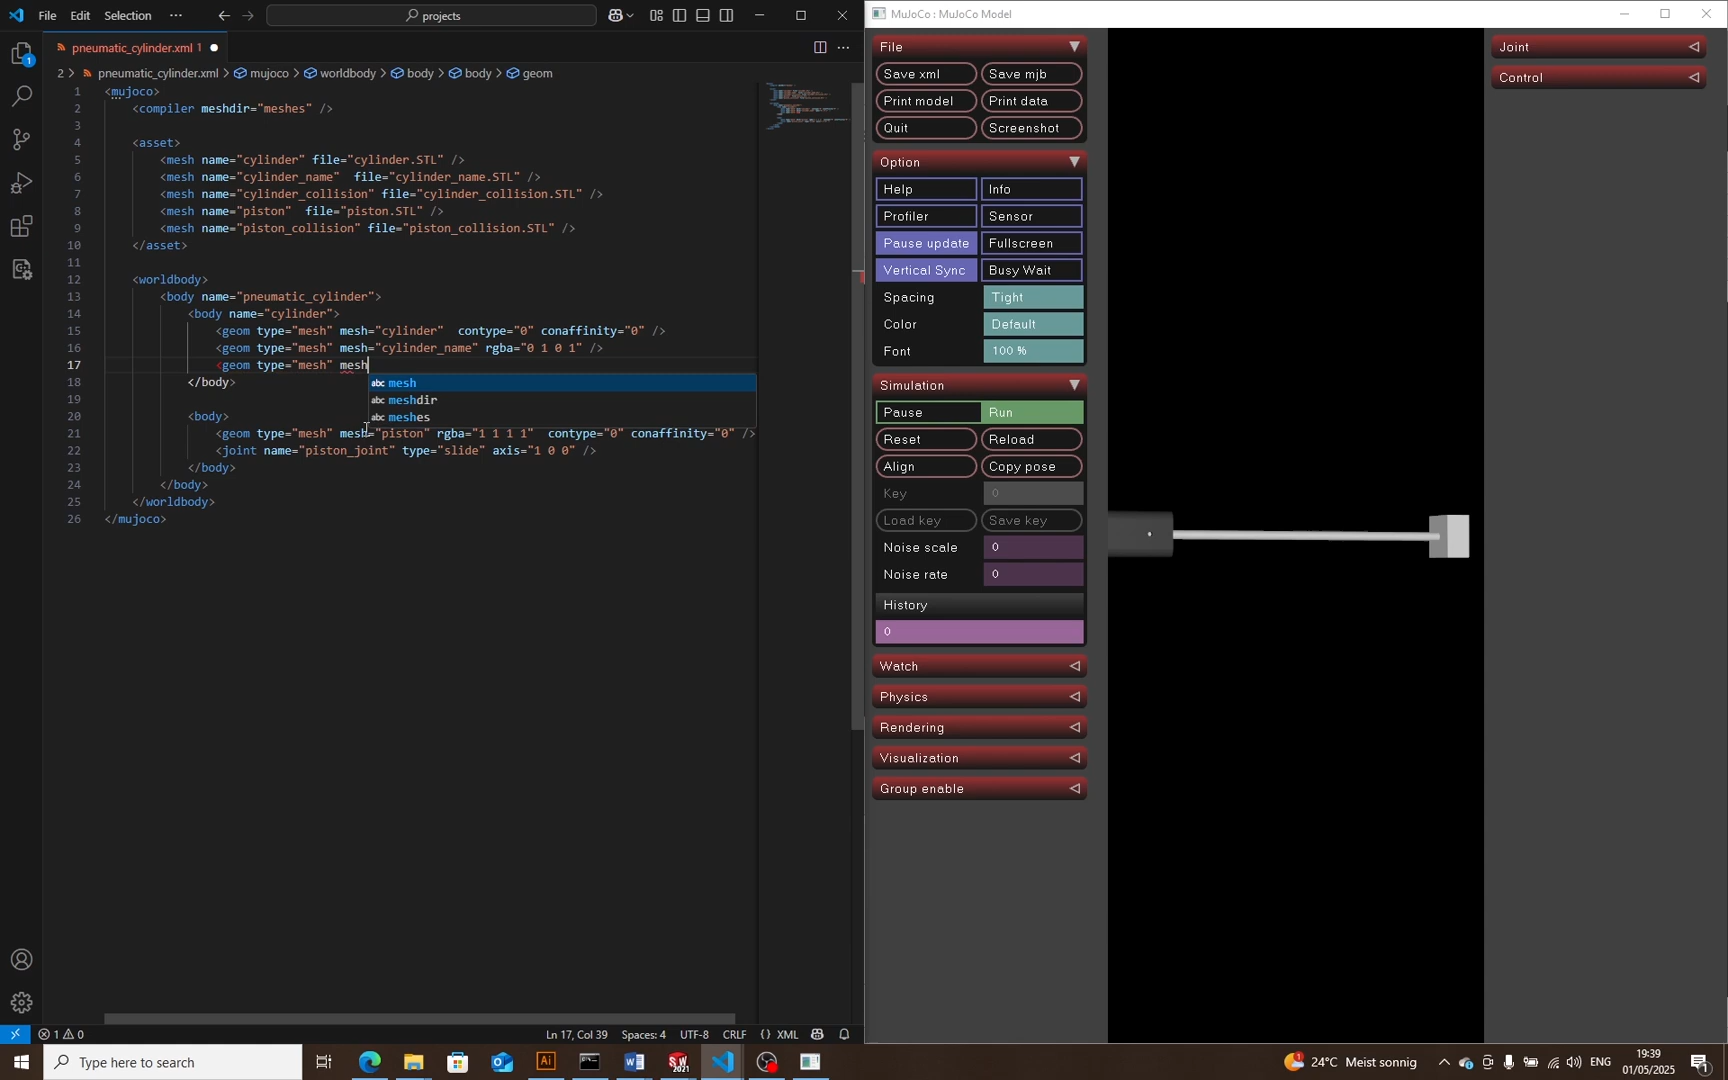 File Edit Selection ··· projects
pneumatic_cylinder.xml 1
2 > pneumatic_cylinder.xml > mujoco > worldbody > body > body > geom
1 <mujoco>
2 <compiler meshdir="meshes" />
3
4 <asset>
5 <mesh name="cylinder" file="cylinder.STL" />
6 <mesh name="cylinder_name"  file="cylinder_name.STL" />
7 <mesh name="cylinder_collision" file="cylinder_collision.STL" />
8 <mesh name="piston"  file="piston.STL" />
9 <mesh name="piston_collision" file="piston_collision.STL" />
10 </asset>
11
12 <worldbody>
13 <body name="pneumatic_cylinder">
14 <body name="cylinder">
15 <geom type="mesh" mesh="cylinder"  contype="0" conaffinity="0" />
16 <geom type="mesh" mesh="cylinder_name" rgba="0 1 0 1" />
17 <geom type="mesh" mesh
18 </body>
abc mesh
19
abc meshdir
20 <body>
abc meshes
21 <geom type="mesh" mesh="piston" rgba="1 1 1 1"  contype="0" conaffinity="0" />
22 <joint name="piston_joint" type="slide" axis="1 0 0" />
23 </body>
24 </body>
25 </worldbody>
26 </mujoco>
1 0 Ln 17, Col 39 Spaces: 4 UTF-8 CRLF {} XML
MuJoCo : MuJoCo Model
File
Save xml Save mjb
Print model Print data
Quit Screenshot
Option
Help Info
Profiler Sensor
Pause update Fullscreen
Vertical Sync Busy Wait
Spacing Tight
Color Default
Font 100 %
Simulation
Pause Run
Reset Reload
Align Copy pose
Key 0
Load key Save key
Noise scale 0
Noise rate 0
History
0
Watch
Physics
Rendering
Visualization
Group enable
Joint
Control
Type here to search
24°C Meist sonnig ENG 19:39
01/05/2025